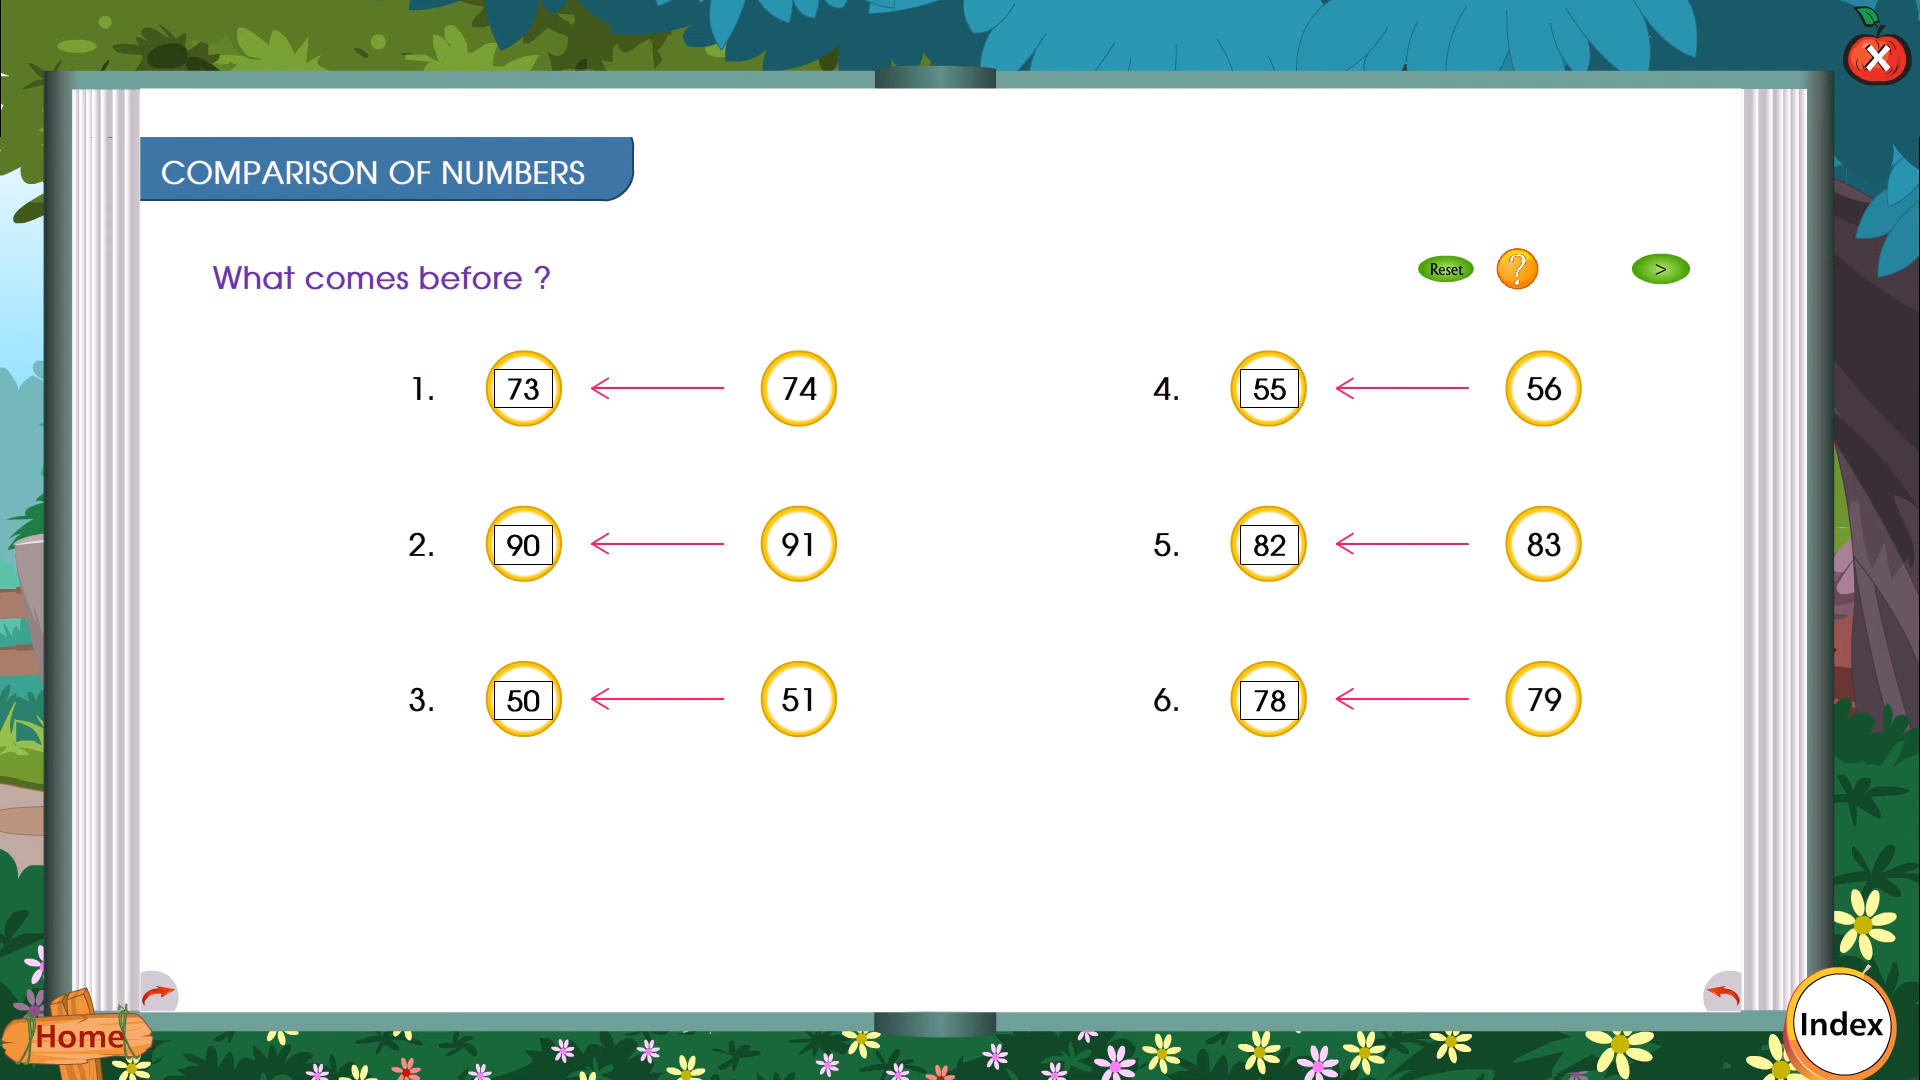 COMPARISON OF NUMBERS
What comes before ?
Reset ? >
1. 73 74
4. 55 56
2. 90 91
5. 82 83
3. 50 51
6. 78 79
Home
Index